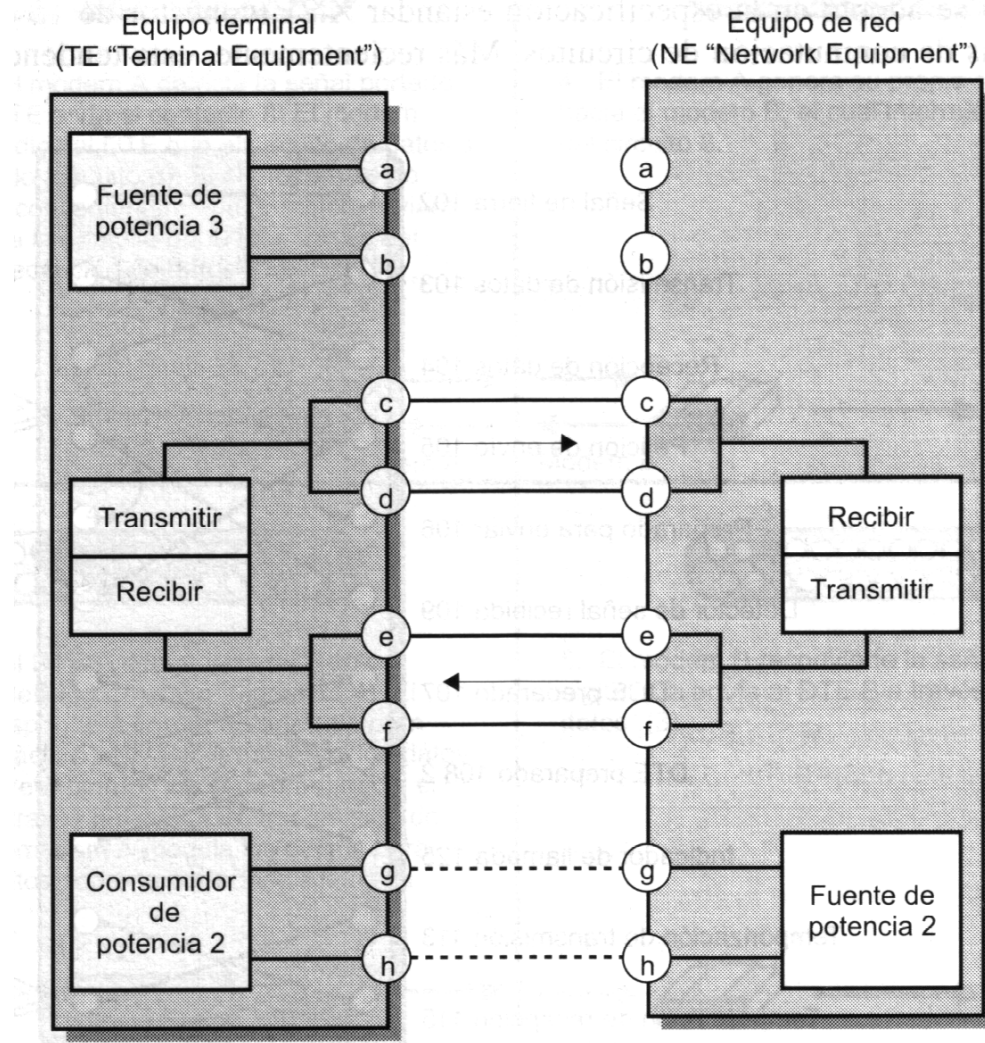 Equipo terminal
(TE “Terminal Equipment”)
Equipo de red
(NE “Network Equipment”)
Fuente de
potencia 3
a
b
a
b
c
d
c
d
Transmitir
Recibir
Recibir
Transmitir
e
f
e
f
Consumidor
de
potencia 2
g
h
g
h
Fuente de
potencia 2